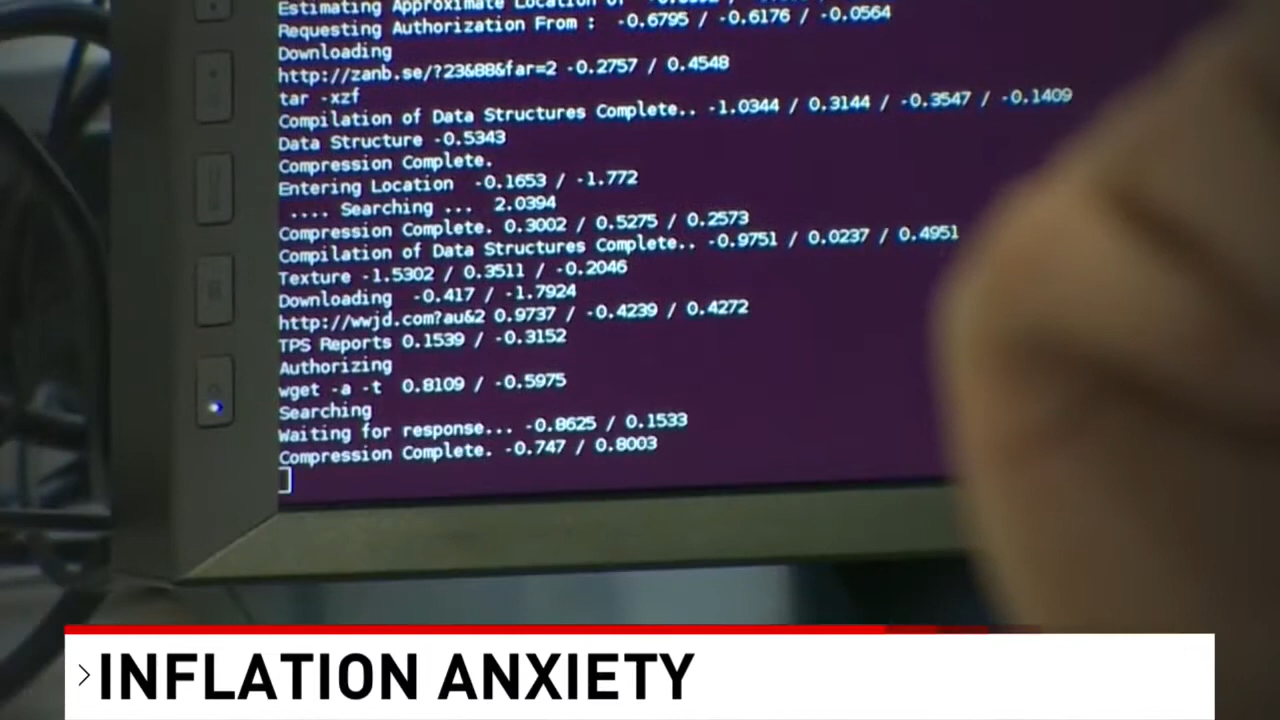 Estimating Approximate Location of
Requesting Authorization From : -0.6795 / -0.6176 / -0.0564
Downloading
http://zanb.se/?23&88&far=2 -0.2757 / 0.4548
tar -xzf
Compilation of Data Structures Complete.. -1.0344 / 0.3144 / -0.3547 / -0.1409
Data Structure -0.5343
Compression Complete.
Entering Location -0.1653 / -1.772
.... Searching ... 2.0394
Compression Complete. 0.3002 / 0.5275 / 0.2573
Compilation of Data Structures Complete.. -0.9751 / 0.0237 / 0.4951
Texture -1.5302 / 0.3511 / -0.2046
Downloading -0.417 / -1.7924
http://wwjd.com?au&2 0.9737 / -0.4239 / 0.4272
TPS Reports 0.1539 / -0.3152
Authorizing
wget -a -t 0.8109 / -0.5975
Searching
Waiting for response... -0.8625 / 0.1533
Compression Complete. -0.747 / 0.8003
>INFLATION ANXIETY